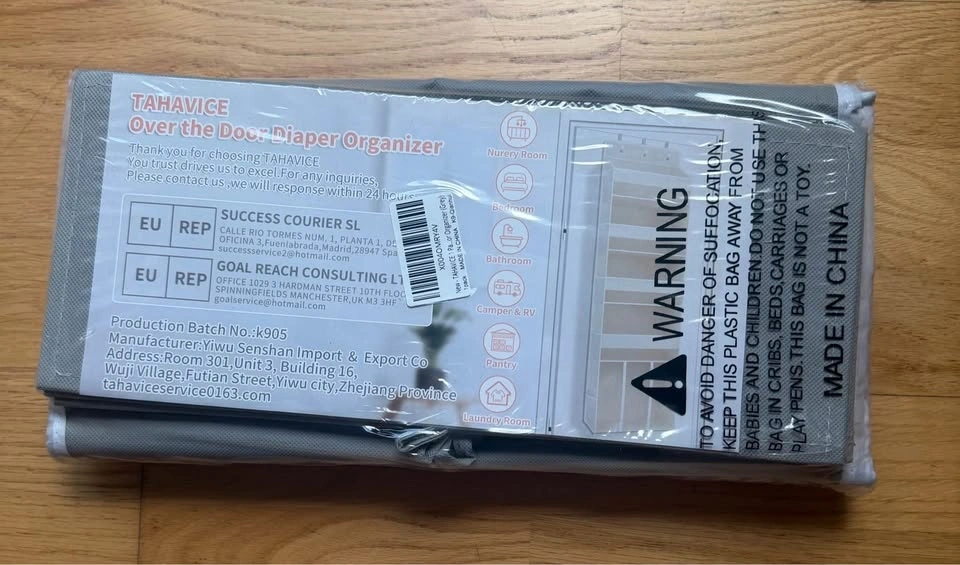 TAHAVICE
Over the Door Diaper Organizer
Thank you for choosing TAHAVICE
You trust drives us to excel.For any inquiries,
Please contact us ,we will response within 24 hours
EU REP
SUCCESS COURIER SL
CALLE RIO TORMES NUM. 1, PLANTA 1,
OFICINA 3,Fuenlabrada,Madrid,28947
successservice2@hotmail.com
EU REP
GOAL REACH CONSULTING
OFFICE 1029 3 HARDMAN STREET 10TH
SPINNINGFIELDS MANCHESTER,UK M3 3HF
goalservice@hotmail.com
Production Batch No.:k905
Manufacturer:Yiwu Senshan Import & Export Co
Address:Room 301,Unit 3, Building 16,
Wuji Village,Futian Street,Yiwu city,Zhejiang Province
tahaviceservice0163.com
MADE IN CHINA
Nurery Room
Bedroom
Bathroom
Camper & RV
Pantry
Laundry Room
WARNING
TO AVOID DANGER OF SUFFOCATION,
KEEP THIS PLASTIC BAG AWAY FROM
BABIES AND CHILDREN.DO NOT USE THIS
BAG IN CRIBS, BEDS,CARRIAGES OR
PLAY PENS.THIS BAG IS NOT A TOY.
MADE IN CHINA